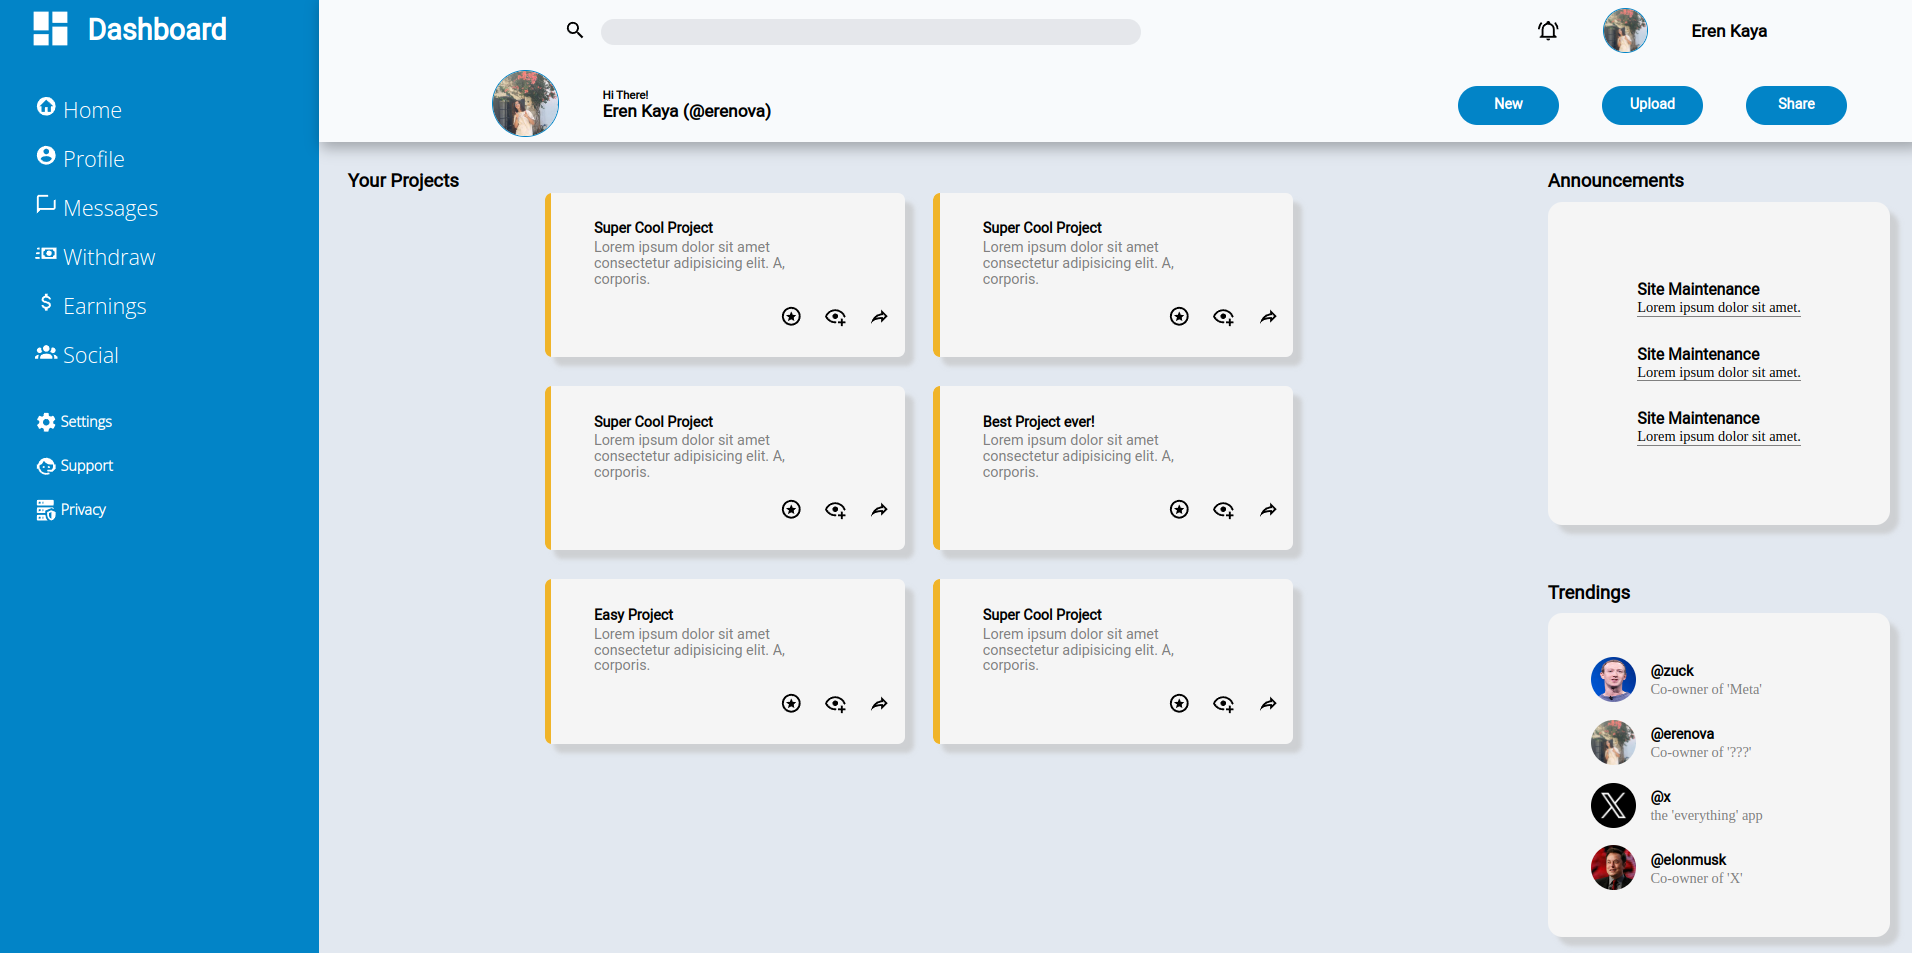 Dashboard
Home
Profile
Messages
Withdraw
Earnings
Social
Settings
Support
Privacy
Eren Kaya
Hi There!
Eren Kaya (@erenova)
New
Upload
Share
Your Projects
Super Cool Project
Lorem ipsum dolor sit amet
consectetur adipisicing elit. A,
corporis.
Super Cool Project
Lorem ipsum dolor sit amet
consectetur adipisicing elit. A,
corporis.
Super Cool Project
Lorem ipsum dolor sit amet
consectetur adipisicing elit. A,
corporis.
Best Project ever!
Lorem ipsum dolor sit amet
consectetur adipisicing elit. A,
corporis.
Easy Project
Lorem ipsum dolor sit amet
consectetur adipisicing elit. A,
corporis.
Super Cool Project
Lorem ipsum dolor sit amet
consectetur adipisicing elit. A,
corporis.
Announcements
Site Maintenance
Lorem ipsum dolor sit amet.
Site Maintenance
Lorem ipsum dolor sit amet.
Site Maintenance
Lorem ipsum dolor sit amet.
Trendings
@zuck
Co-owner of 'Meta'
@erenova
Co-owner of '???'
@x
the 'everything' app
@elonmusk
Co-owner of 'X'